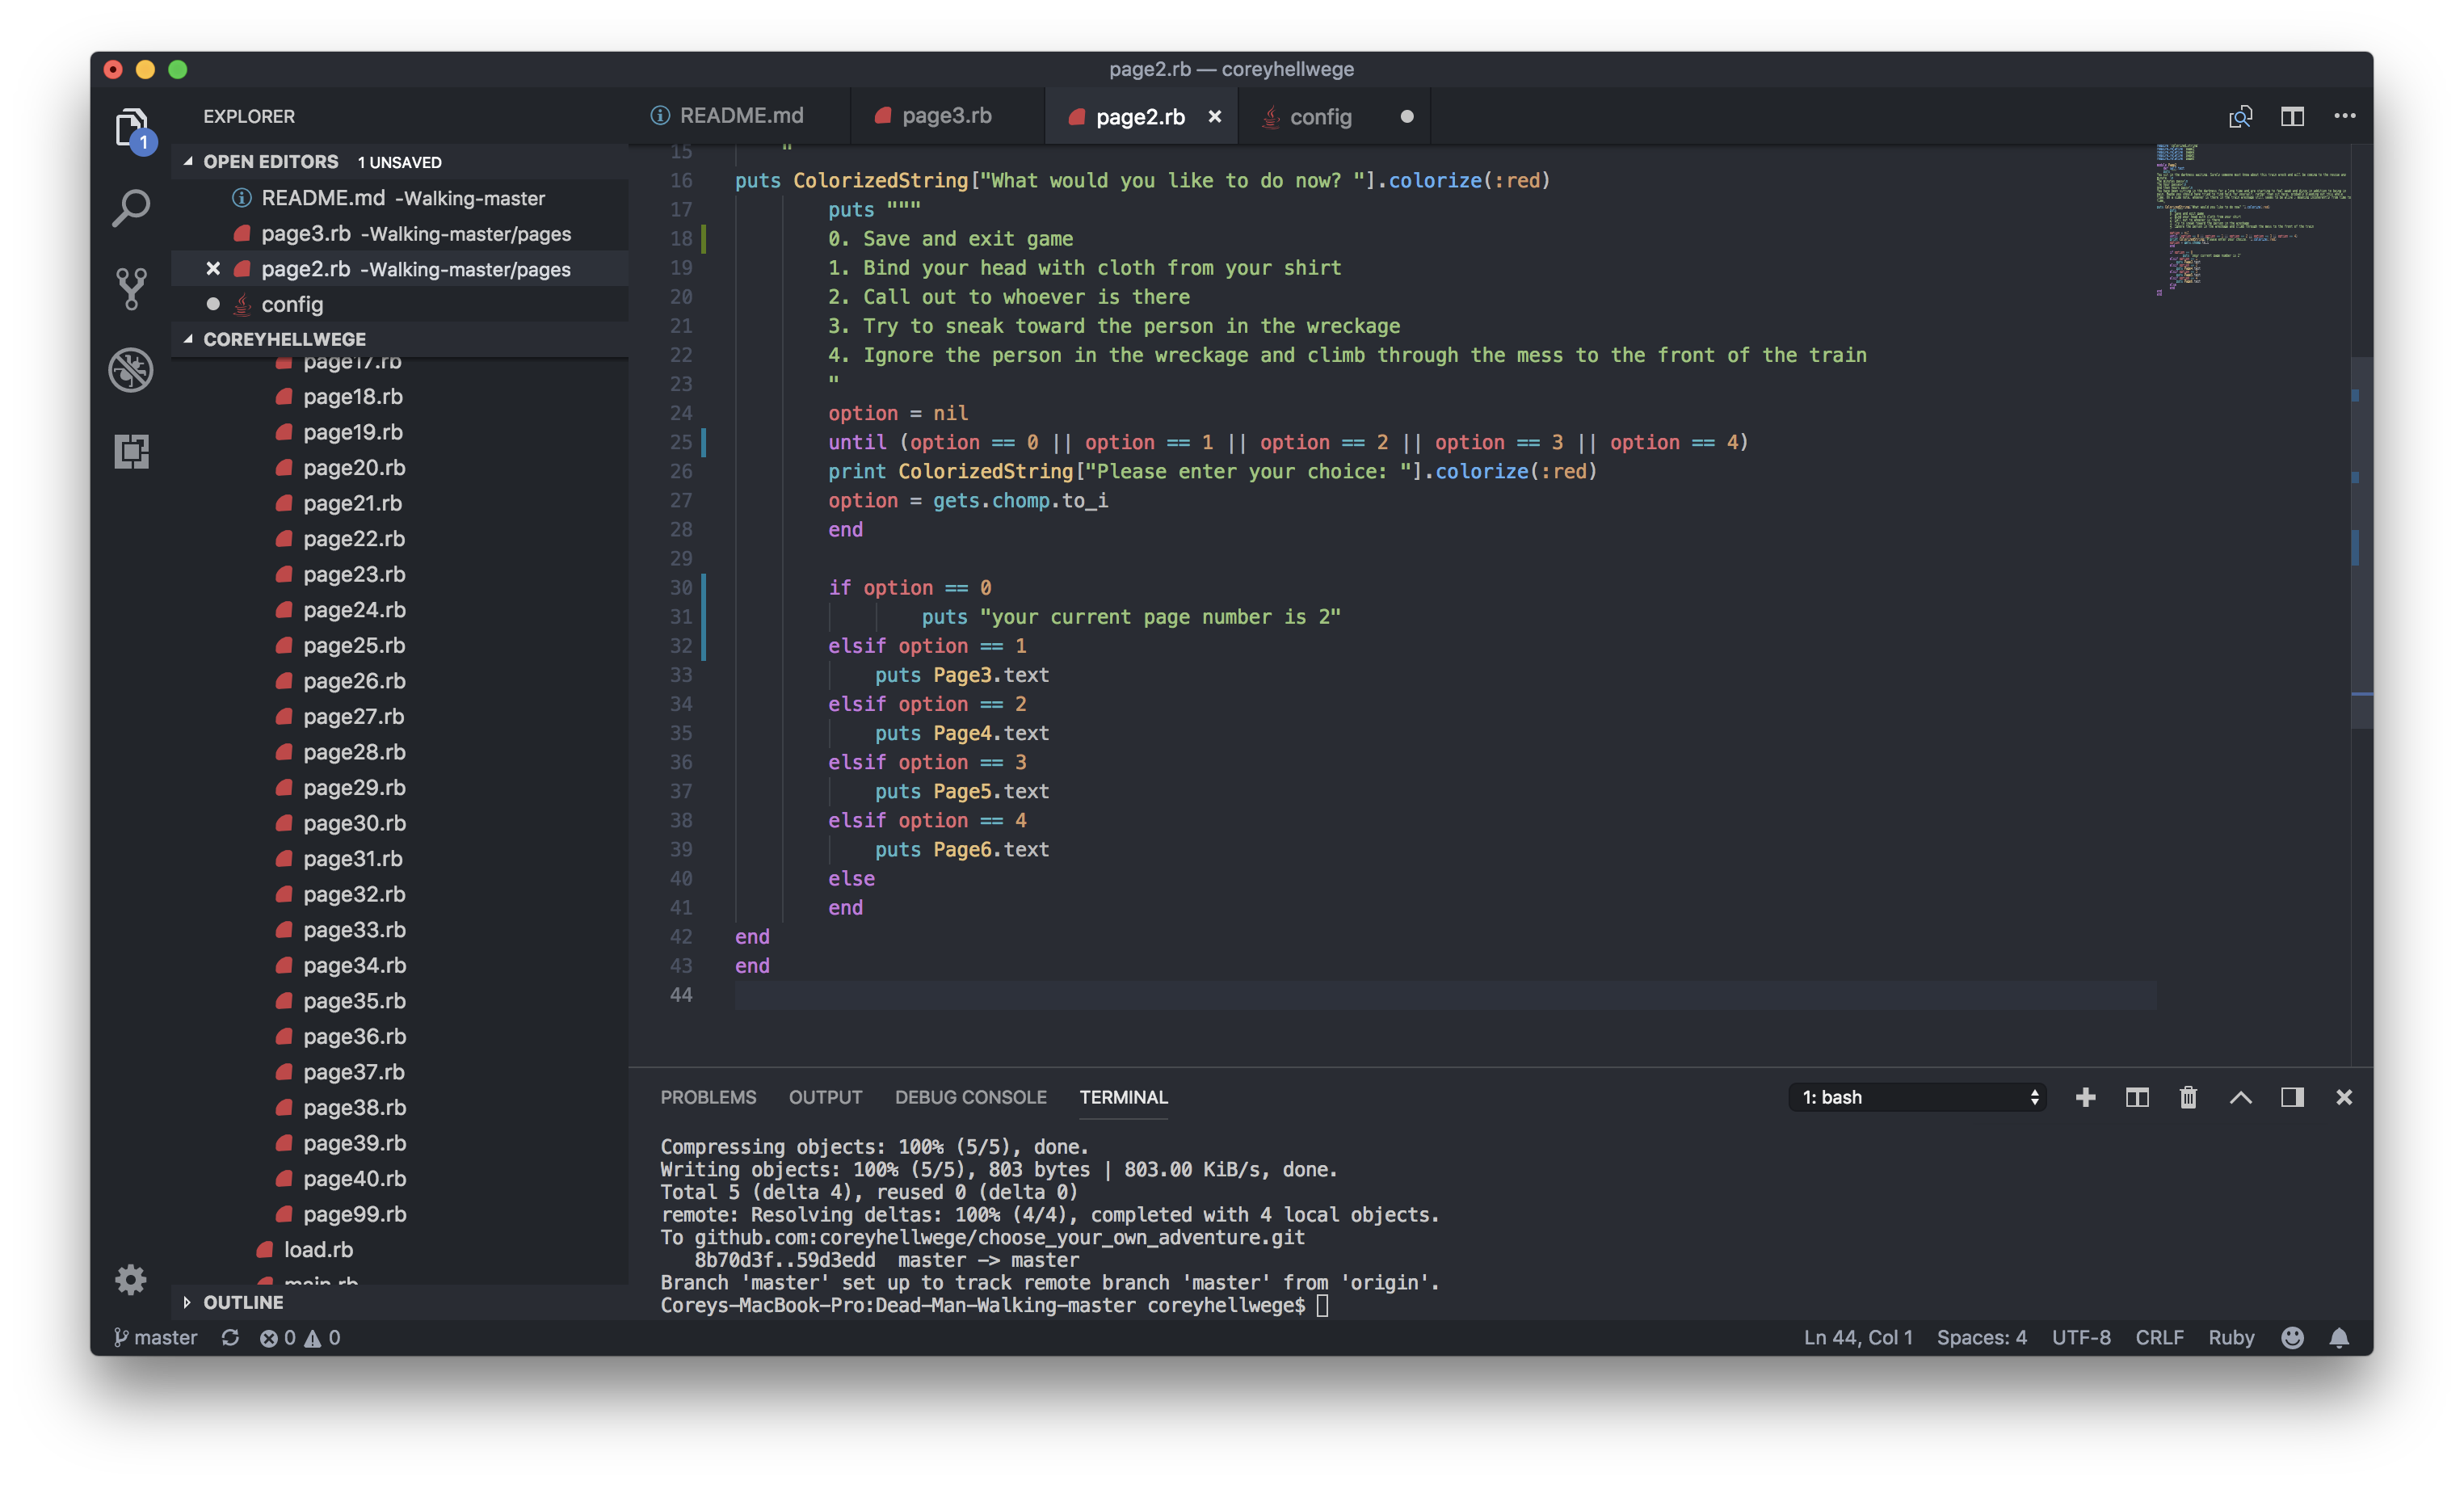 page2.rb — coreyhellwege
EXPLORER
OPEN EDITORS 1 UNSAVED
README.md -Walking-master
page3.rb -Walking-master/pages
page2.rb -Walking-master/pages
config
COREYHELLWEGE
page17.rb
page18.rb
page19.rb
page20.rb
page21.rb
page22.rb
page23.rb
page24.rb
page25.rb
page26.rb
page27.rb
page28.rb
page29.rb
page30.rb
page31.rb
page32.rb
page33.rb
page34.rb
page35.rb
page36.rb
page37.rb
page38.rb
page39.rb
page40.rb
page99.rb
load.rb
main.rb
OUTLINE
1
README.md page3.rb page2.rb config
15 "
16 puts ColorizedString["What would you like to do now? "].colorize(:red)
17 puts """
18 0. Save and exit game
19 1. Bind your head with cloth from your shirt
20 2. Call out to whoever is there
21 3. Try to sneak toward the person in the wreckage
22 4. Ignore the person in the wreckage and climb through the mess to the front of the train
23 "
24 option = nil
25 until (option == 0 || option == 1 || option == 2 || option == 3 || option == 4)
26 print ColorizedString["Please enter your choice: "].colorize(:red)
27 option = gets.chomp.to_i
28 end
29
30 if option == 0
31 puts "your current page number is 2"
32 elsif option == 1
33 puts Page3.text
34 elsif option == 2
35 puts Page4.text
36 elsif option == 3
37 puts Page5.text
38 elsif option == 4
39 puts Page6.text
40 else
41 end
42 end
43 end
44
PROBLEMS OUTPUT DEBUG CONSOLE TERMINAL 1: bash
Compressing objects: 100% (5/5), done.
Writing objects: 100% (5/5), 803 bytes | 803.00 KiB/s, done.
Total 5 (delta 4), reused 0 (delta 0)
remote: Resolving deltas: 100% (4/4), completed with 4 local objects.
To github.com:coreyhellwege/choose_your_own_adventure.git
8b70d3f..59d3edd master -> master
Branch 'master' set up to track remote branch 'master' from 'origin'.
Coreys-MacBook-Pro:Dead-Man-Walking-master coreyhellwege$
master 0 0 Ln 44, Col 1 Spaces: 4 UTF-8 CRLF Ruby